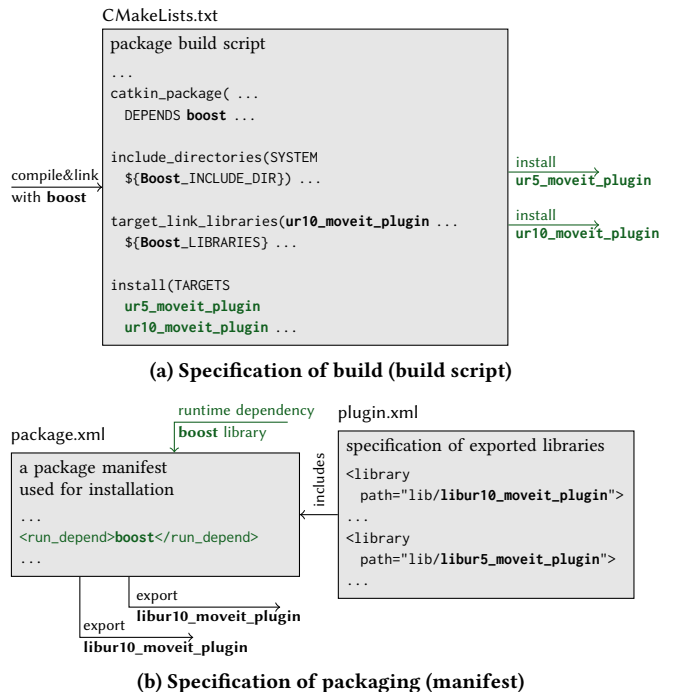 CMakeLists.txt
package build script
...
catkin_package( ...
DEPENDS boost ...
include_directories(SYSTEM
${Boost_INCLUDE_DIR}) ...
target_link_libraries(ur10_moveit_plugin ...
${Boost_LIBRARIES} ...
install(TARGETS
ur5_moveit_plugin
ur10_moveit_plugin ...
compile&link
with boost
install
ur5_moveit_plugin
install
ur10_moveit_plugin
(a) Specification of build (build script)
package.xml
runtime dependency
boost library
a package manifest
used for installation
...
<run_depend>boost</run_depend>
...
includes
plugin.xml
specification of exported libraries
<library
path="lib/libur10_moveit_plugin">
...
<library
path="lib/libur5_moveit_plugin">
...
export
libur10_moveit_plugin
export
libur10_moveit_plugin
(b) Specification of packaging (manifest)